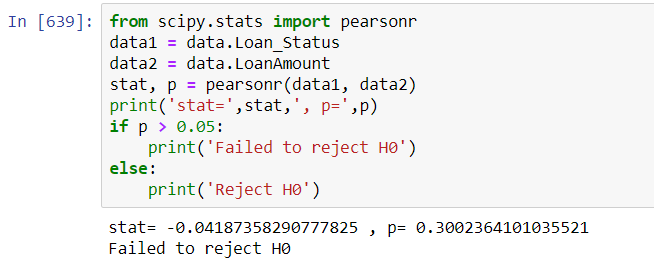 In [639]: from scipy.stats import pearsonr
data1 = data.Loan_Status
data2 = data.LoanAmount
stat, p = pearsonr(data1, data2)
print('stat=',stat,', p=',p)
if p > 0.05:
    print('Failed to reject H0')
else:
    print('Reject H0')
stat= -0.04187358290777825 , p= 0.3002364101035521
Failed to reject H0